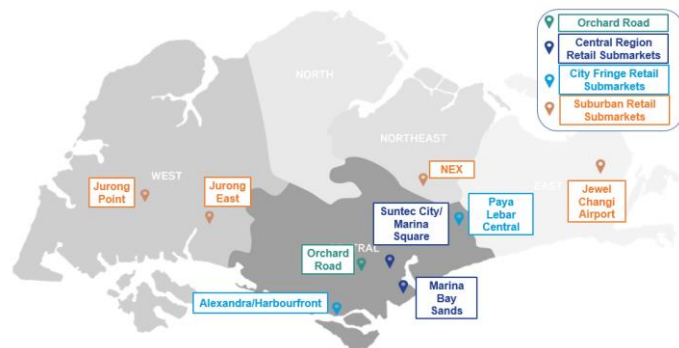 Orchard Road
Central Region
Retail Submarkets
City Fringe Retail
Submarkets
Suburban Retail
Submarkets
NORTH
NORTHEAST
WEST
NEX
Jurong
Point
Jurong
East
EAST
Jewel
Changi
Airport
Paya
Lebar
Central
Suntec City/
Marina
Square
Orchard
Road
Marina
Bay
Sands
Alexandra/Harbourfront